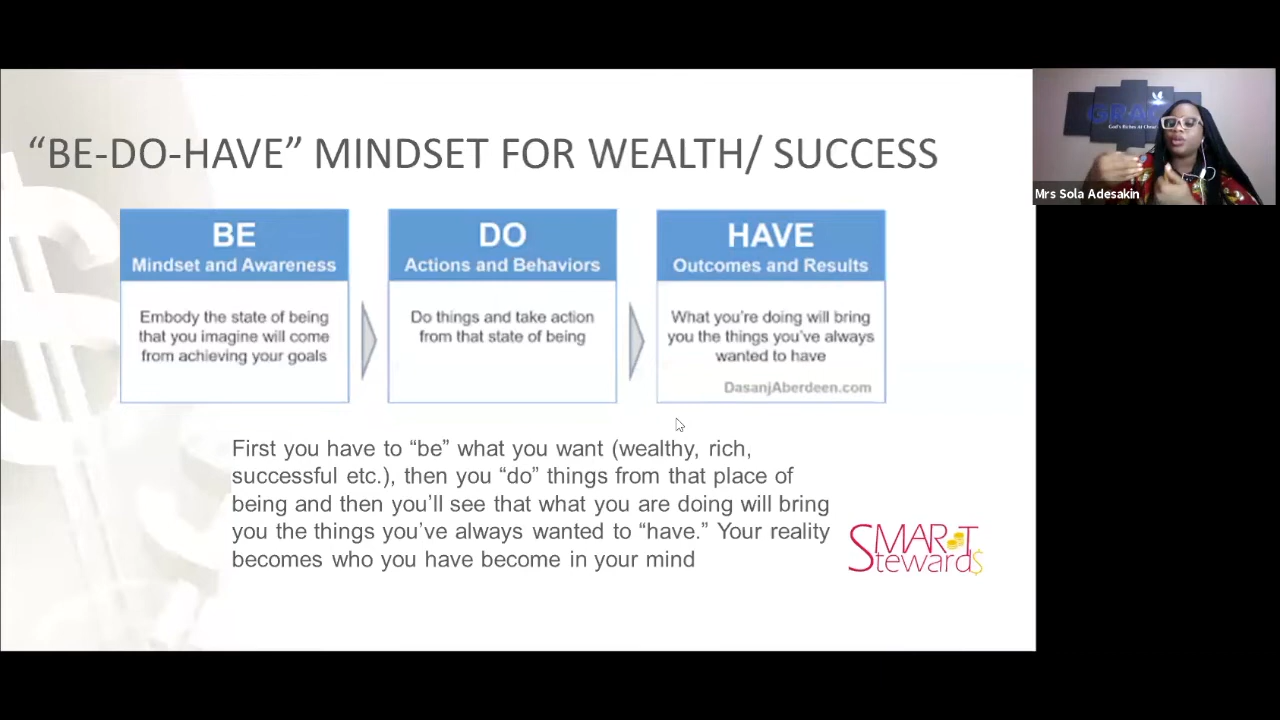 “BE-DO-HAVE” MINDSET FOR WEALTH/ SUCCESS
BE
Mindset and Awareness
Embody the state of being
that you imagine will come
from achieving your goals
DO
Actions and Behaviors
Do things and take action
from that state of being
HAVE
Outcomes and Results
What you're doing will bring
you the things you've always
wanted to have
DasanjAberdeen.com
First you have to “be” what you want (wealthy, rich,
successful etc.), then you “do” things from that place of
being and then you’ll see that what you are doing will bring
you the things you’ve always wanted to “have.” Your reality
becomes who you have become in your mind
SMART
Steward$
God's Riches At
Mrs Sola Adesakin